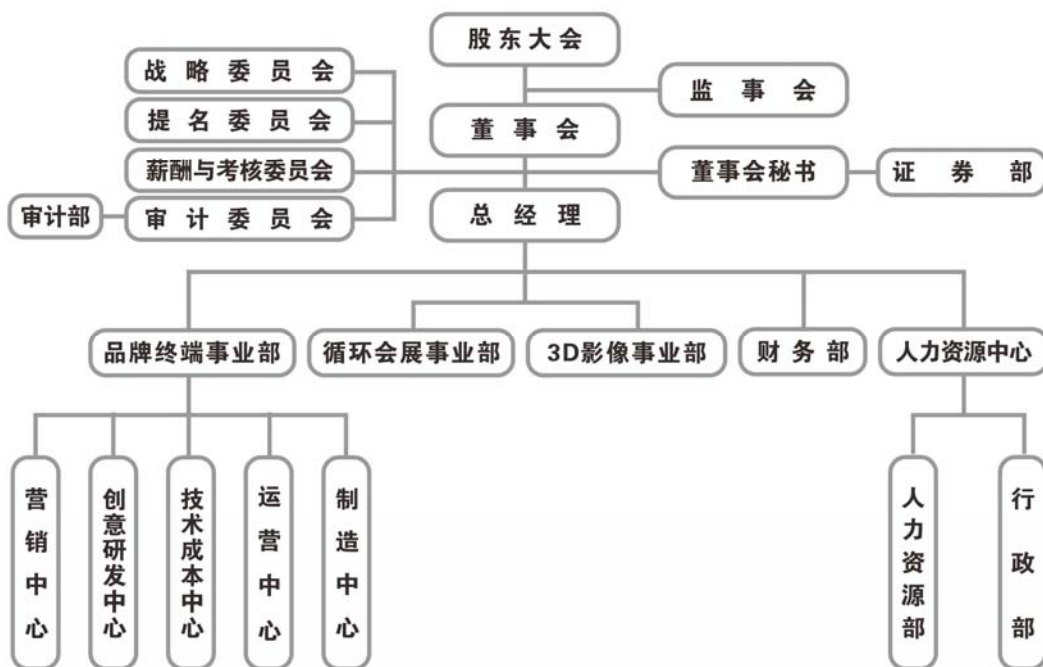 股东大会
战略委员会
监事会
提名委员会
董事会
薪酬与考核委员会
董事会秘书
证券部
审计部
审计委员会
总经理
品牌终端事业部
循环会展事业部
3D影像事业部
财务部
人力资源中心
营销中心
创意研发中心
技术成本中心
运营中心
制造中心
人力资源部
行政部